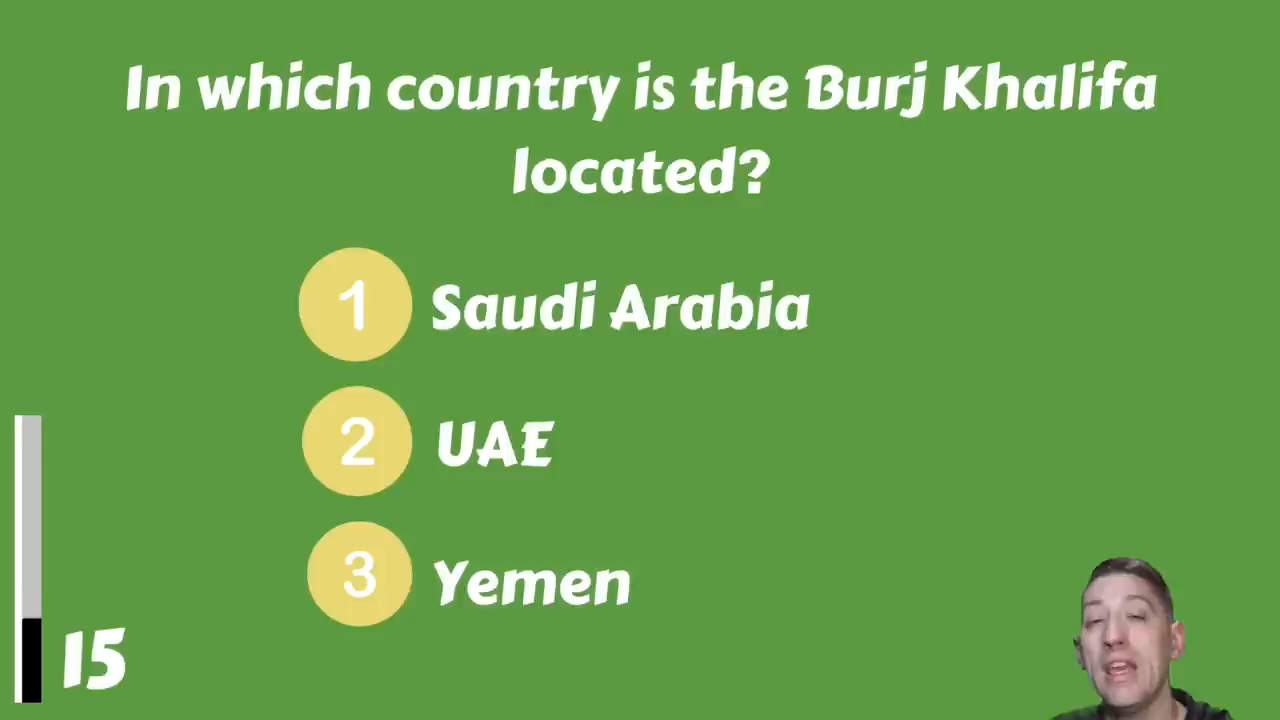 In which country is the Burj Khalifa
located?
1 Saudi Arabia
2 UAE
3 Yemen
15